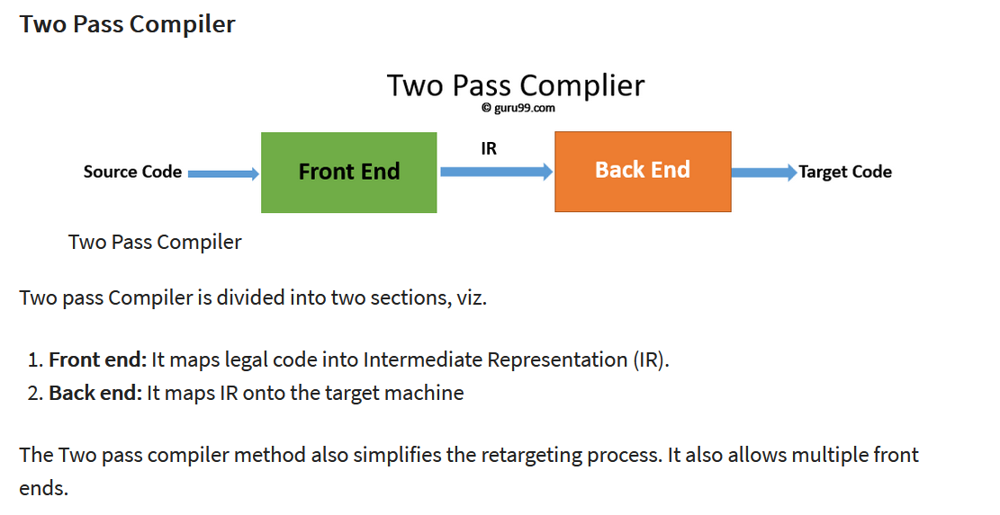 Two Pass Compiler
Two Pass Complier
© guru99.com
IR
Source Code
Front End
Back End
Target Code
Two Pass Compiler
Two pass Compiler is divided into two sections, viz.
1. Front end: It maps legal code into Intermediate Representation (IR).
2. Back end: It maps IR onto the target machine
The Two pass compiler method also simplifies the retargeting process. It also allows multiple front
ends.